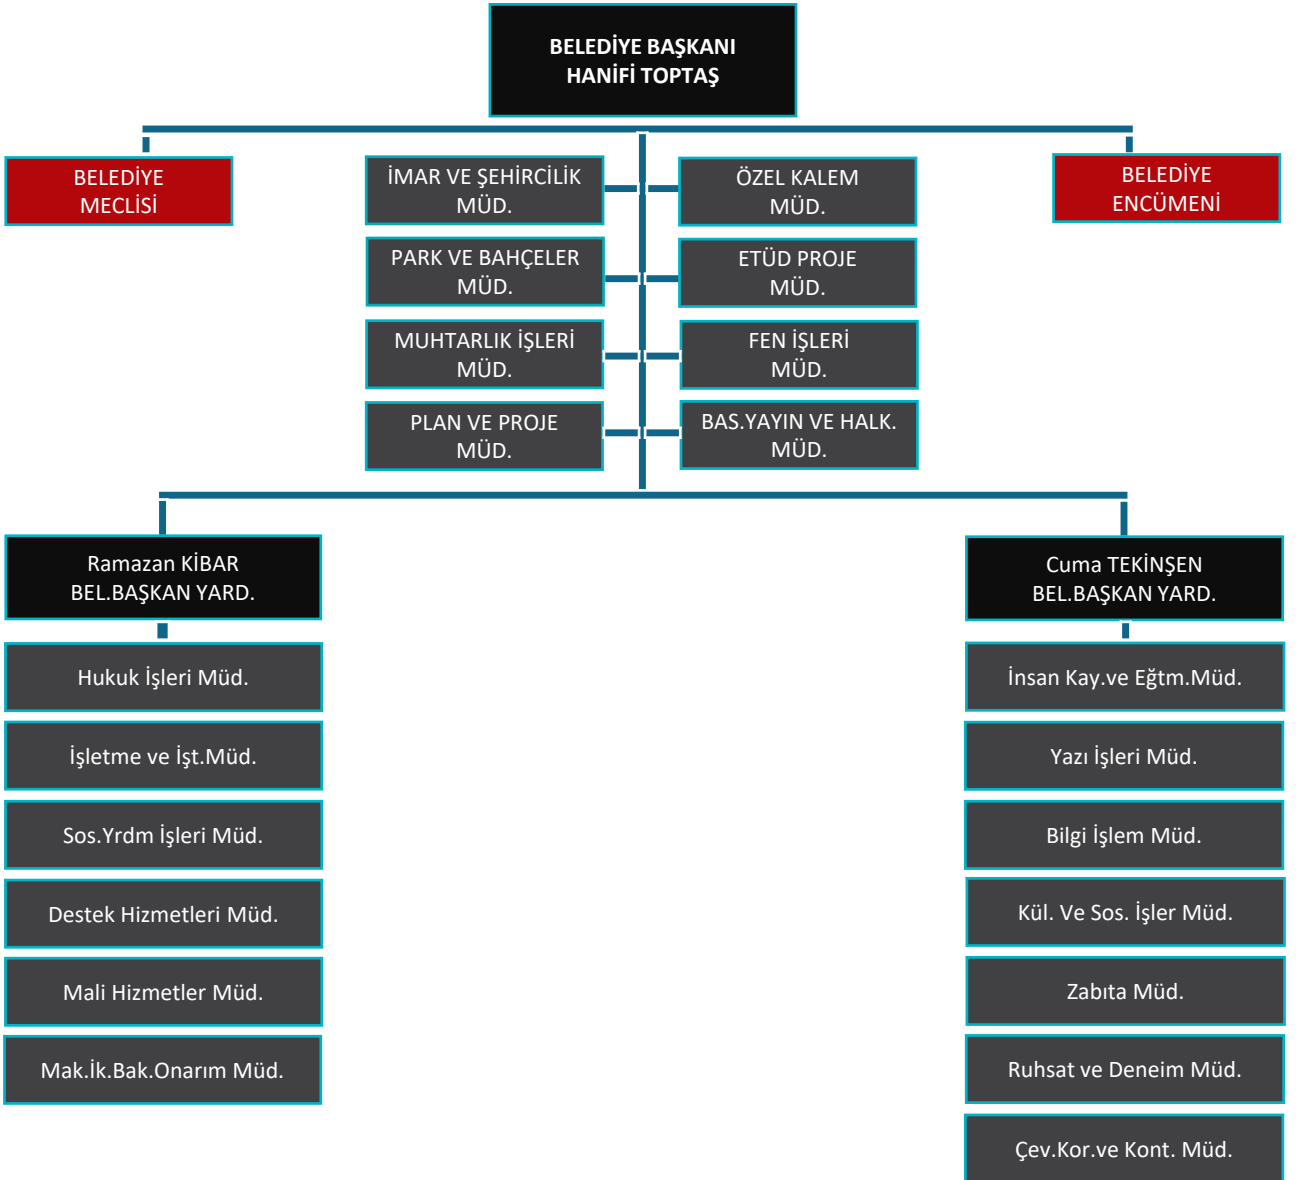 BELEDİYE BAŞKANI
HANİFİ TOPTAŞ
BELEDİYE
MECLİSİ
İMAR VE ŞEHİRCİLİK
MÜD.
ÖZEL KALEM
MÜD.
BELEDİYE
ENCÜMENİ
PARK VE BAHÇELER
MÜD.
ETÜD PROJE
MÜD.
MUHTARLIK İŞLERİ
MÜD.
FEN İŞLERİ
MÜD.
PLAN VE PROJE
MÜD.
BAS.YAYIN VE HALK.
MÜD.
Ramazan KİBAR
BEL.BAŞKAN YARD.
Cuma TEKİNŞEN
BEL.BAŞKAN YARD.
Hukuk İşleri Müd.
İşletme ve İşt.Müd.
Sos.Yrdm İşleri Müd.
Destek Hizmetleri Müd.
Mali Hizmetler Müd.
Mak.İk.Bak.Onarım Müd.
İnsan Kay.ve Eğtm.Müd.
Yazı İşleri Müd.
Bilgi İşlem Müd.
Kül. Ve Sos. İşler Müd.
Zabıta Müd.
Ruhsat ve Deneim Müd.
Çev.Kor.ve Kont. Müd.